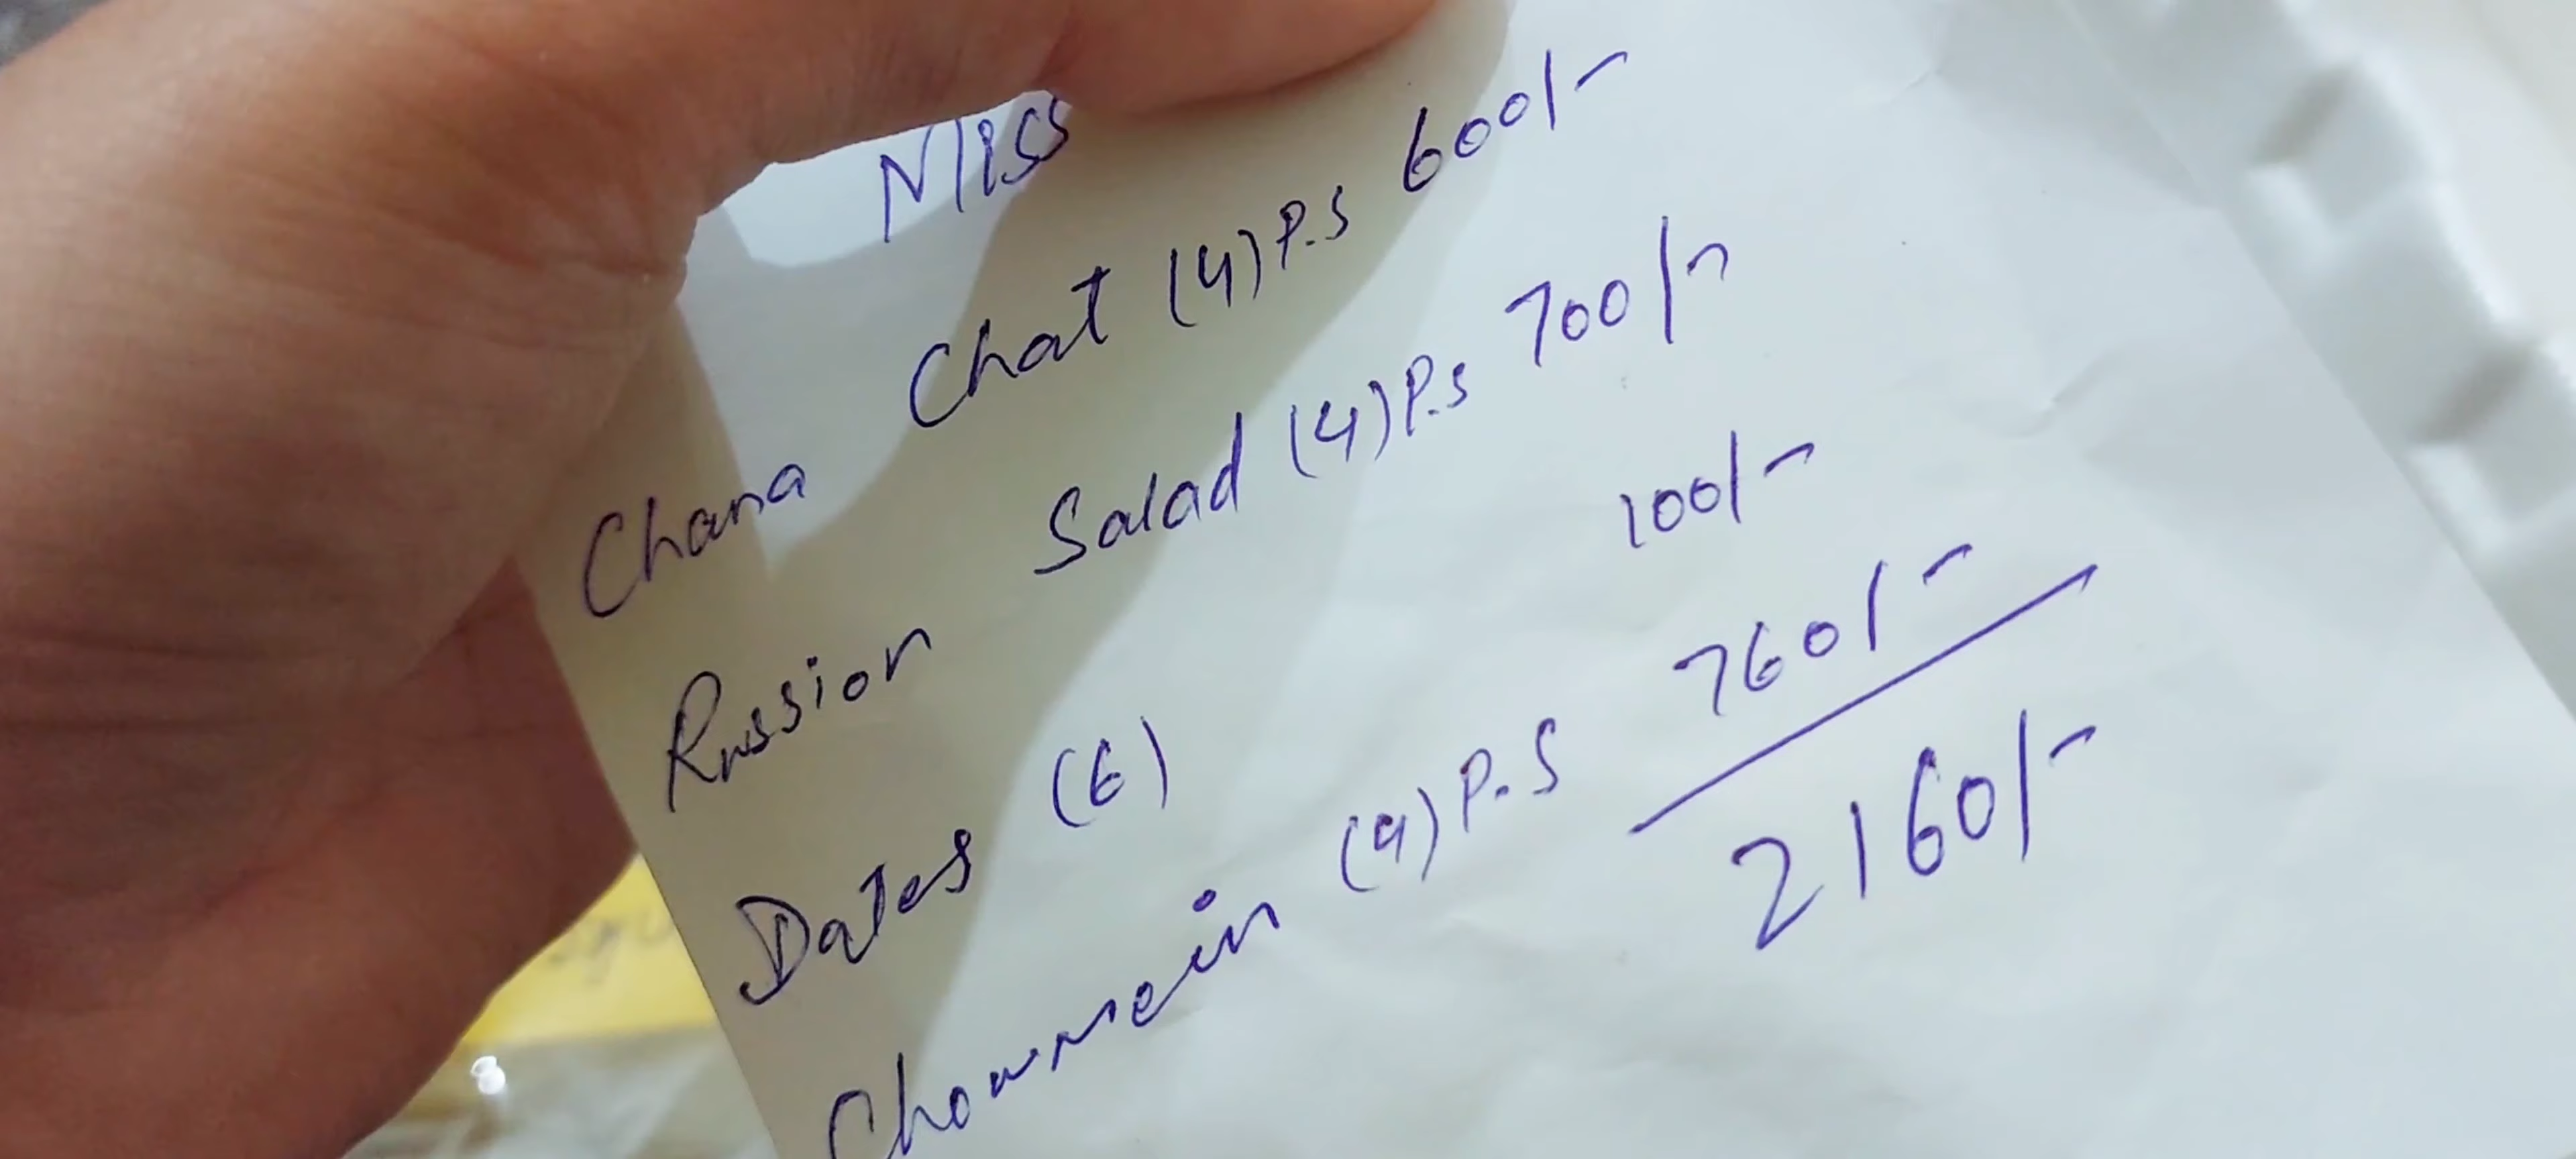 Miss
Chana Chat (4) P.S 600/-
Russion Salad (4) P.S 700/-
Dates (6) 100/-
Chowmein (4) P.S 760/-
2160/-